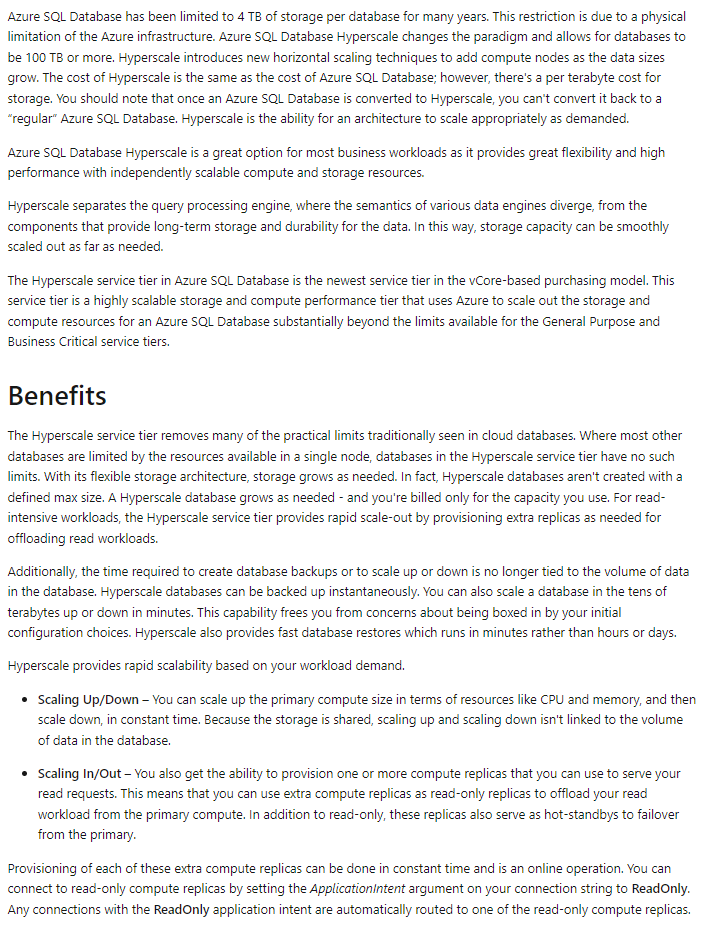 Azure SQL Database has been limited to 4 TB of storage per database for many years. This restriction is due to a physical
limitation of the Azure infrastructure. Azure SQL Database Hyperscale changes the paradigm and allows for databases to
be 100 TB or more. Hyperscale introduces new horizontal scaling techniques to add compute nodes as the data sizes
grow. The cost of Hyperscale is the same as the cost of Azure SQL Database; however, there's a per terabyte cost for
storage. You should note that once an Azure SQL Database is converted to Hyperscale, you can't convert it back to a
"regular" Azure SQL Database. Hyperscale is the ability for an architecture to scale appropriately as demanded.
Azure SQL Database Hyperscale is a great option for most business workloads as it provides great flexibility and high
performance with independently scalable compute and storage resources.
Hyperscale separates the query processing engine, where the semantics of various data engines diverge, from the
components that provide long-term storage and durability for the data. In this way, storage capacity can be smoothly
scaled out as far as needed.
The Hyperscale service tier in Azure SQL Database is the newest service tier in the vCore-based purchasing model. This
service tier is a highly scalable storage and compute performance tier that uses Azure to scale out the storage and
compute resources for an Azure SQL Database substantially beyond the limits available for the General Purpose and
Business Critical service tiers.
Benefits
The Hyperscale service tier removes many of the practical limits traditionally seen in cloud databases. Where most other
databases are limited by the resources available in a single node, databases in the Hyperscale service tier have no such
limits. With its flexible storage architecture, storage grows as needed. In fact, Hyperscale databases aren't created with a
defined max size. A Hyperscale database grows as needed - and you're billed only for the capacity you use. For read-
intensive workloads, the Hyperscale service tier provides rapid scale-out by provisioning extra replicas as needed for
offloading read workloads.
Additionally, the time required to create database backups or to scale up or down is no longer tied to the volume of data
in the database. Hyperscale databases can be backed up instantaneously. You can also scale a database in the tens of
terabytes up or down in minutes. This capability frees you from concerns about being boxed in by your initial
configuration choices. Hyperscale also provides fast database restores which runs in minutes rather than hours or days.
Hyperscale provides rapid scalability based on your workload demand.
• Scaling Up/Down – You can scale up the primary compute size in terms of resources like CPU and memory, and then
scale down, in constant time. Because the storage is shared, scaling up and scaling down isn't linked to the volume
of data in the database.
• Scaling In/Out – You also get the ability to provision one or more compute replicas that you can use to serve your
read requests. This means that you can use extra compute replicas as read-only replicas to offload your read
workload from the primary compute. In addition to read-only, these replicas also serve as hot-standbys to failover
from the primary.
Provisioning of each of these extra compute replicas can be done in constant time and is an online operation. You can
connect to read-only compute replicas by setting the ApplicationIntent argument on your connection string to ReadOnly.
Any connections with the ReadOnly application intent are automatically routed to one of the read-only compute replicas.